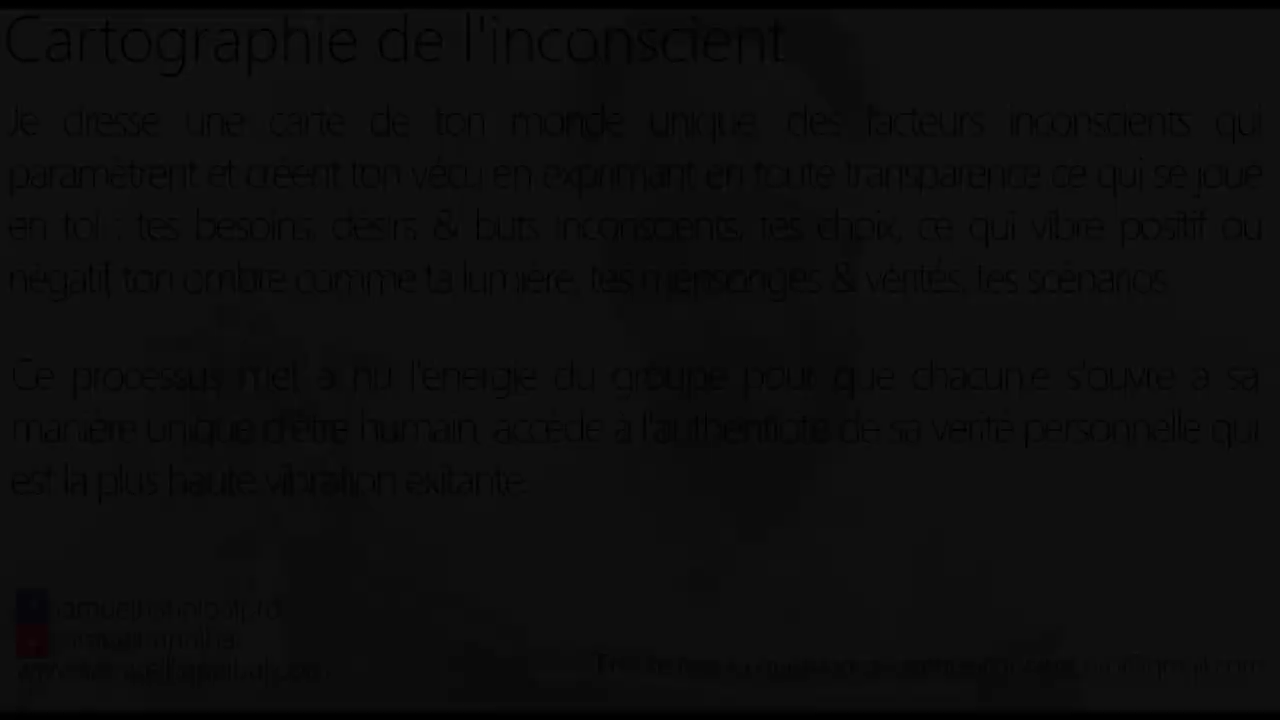 Cartographie de l'inconscient
Je dresse une carte de ton monde unique, des facteurs inconscients qui
paramètrent et créent ton vécu en exprimant en toute transparence ce qui se joue
en toi : tes besoins, desirs & buts inconscients, tes choix, ce qui vibre positif ou
négatif, ton ombre comme ta lumière, tes mensonges & vérités, tes scénarios.
Ce processus met à nu l'énergie du groupe pour que chacun.e s'ouvre a sa
manière unique d'être humain, accède à l'authenticité de sa vérité personnelle qui
est la plus haute vibration exitante.